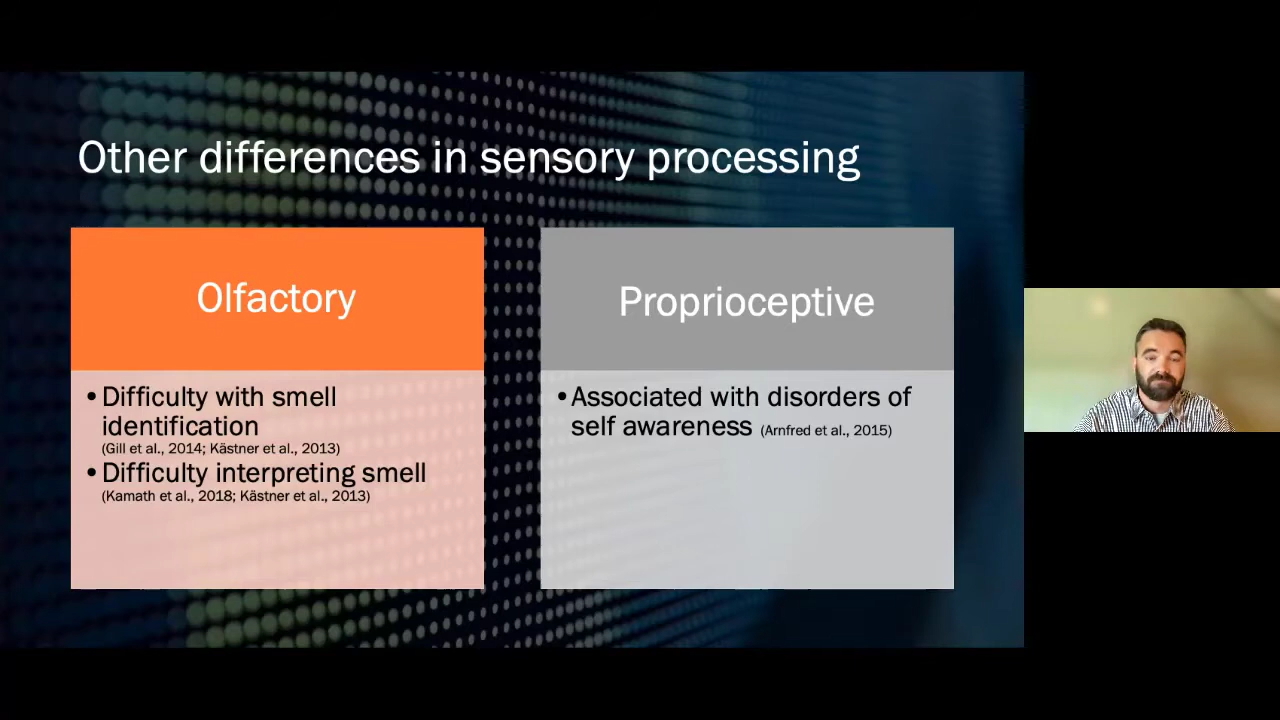 Other differences in sensory processing
Olfactory
• Difficulty with smell
identification
(Gill et al., 2014; Kästner et al., 2013)
• Difficulty interpreting smell
(Kamath et al., 2018; Kästner et al., 2013)
Proprioceptive
• Associated with disorders of
self awareness (Arnfred et al., 2015)